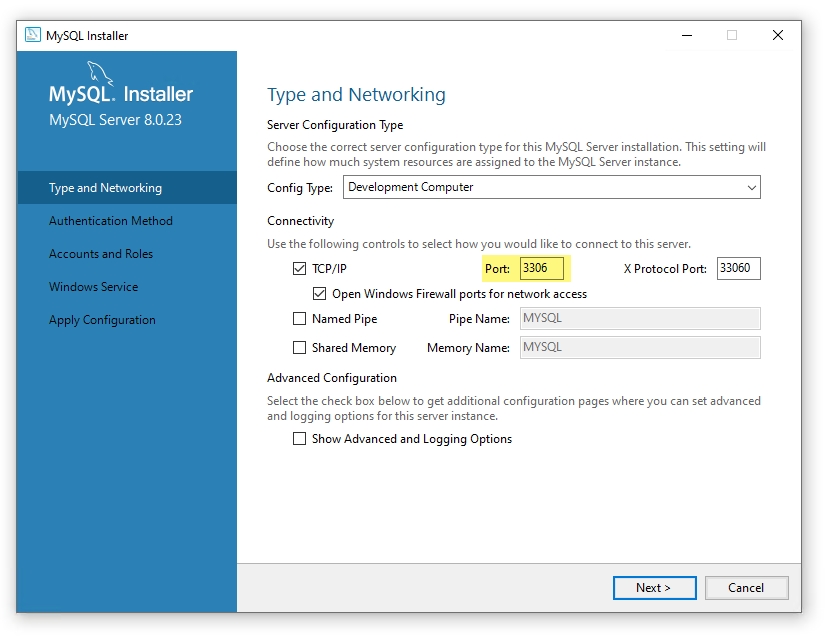 MySQL Installer
MySQL. Installer
MySQL Server 8.0.23
Type and Networking
Authentication Method
Accounts and Roles
Windows Service
Apply Configuration
Type and Networking
Server Configuration Type
Choose the correct server configuration type for this MySQL Server installation. This setting will
define how much system resources are assigned to the MySQL Server instance.
Config Type: Development Computer
Connectivity
Use the following controls to select how you would like to connect to this server.
TCP/IP Port: 3306 X Protocol Port: 33060
Open Windows Firewall ports for network access
Named Pipe Pipe Name: MYSQL
Shared Memory Memory Name: MYSQL
Advanced Configuration
Select the check box below to get additional configuration pages where you can set advanced
and logging options for this server instance.
Show Advanced and Logging Options
Next > Cancel